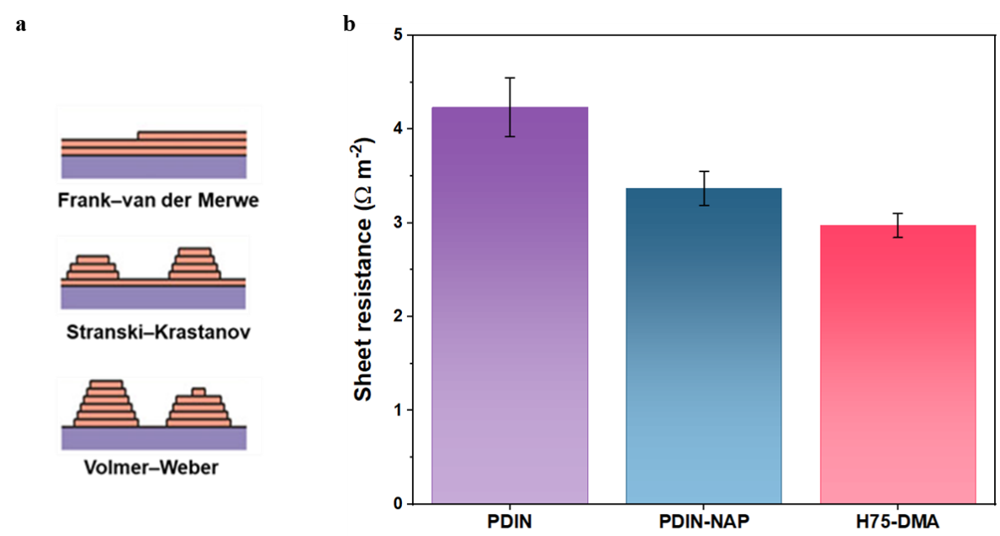 a
Frank–van der Merwe
Stranski–Krastanov
Volmer–Weber
b
Sheet resistance (Ω m⁻²)
5
4
3
2
1
0
PDIN
PDIN-NAP
H75-DMA